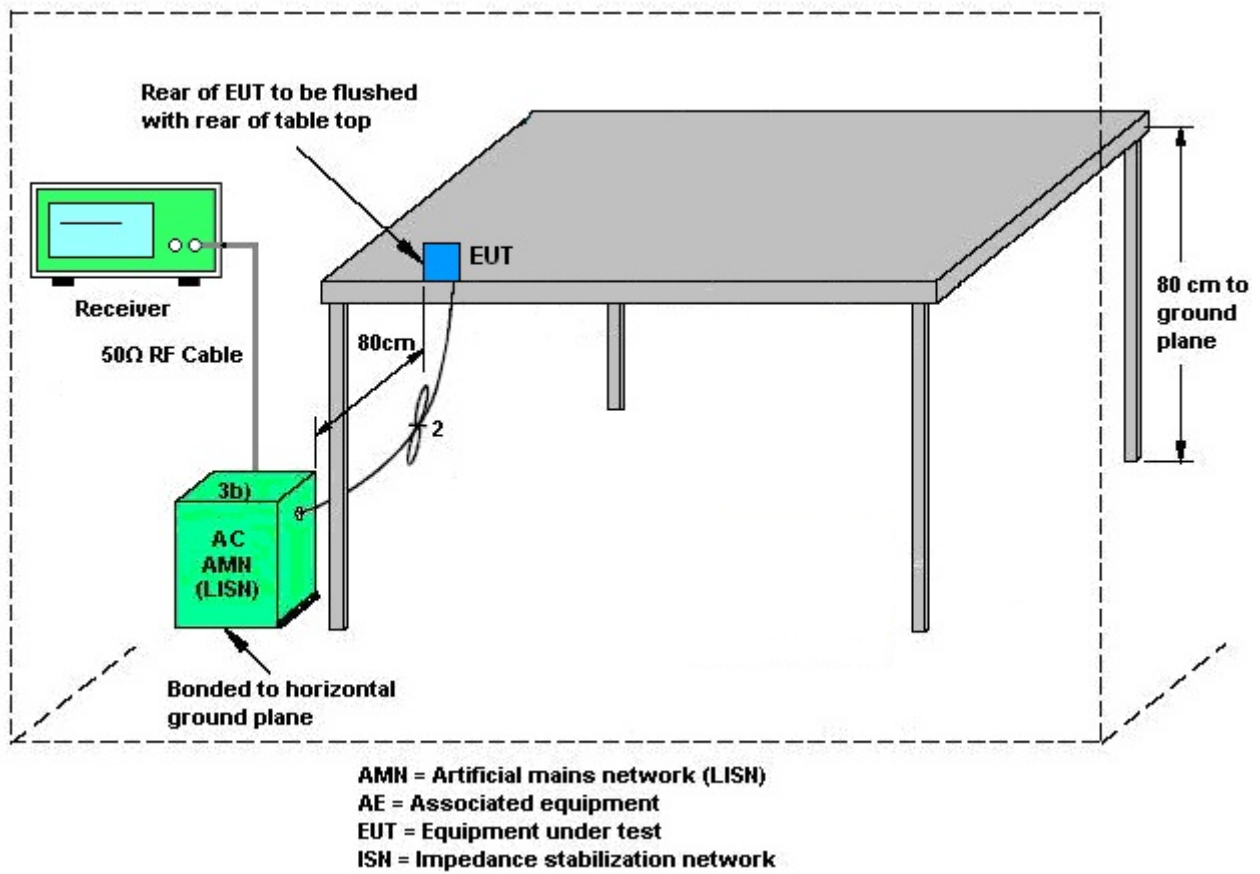 Rear of EUT to be flushed
with rear of table top
EUT
Receiver
50Ω RF Cable
80cm
80 cm to
ground
plane
2
3b)
AC
AMN
(LISN)
Bonded to horizontal
ground plane
AMN = Artificial mains network (LISN)
AE = Associated equipment
EUT = Equipment under test
ISN = Impedance stabilization network